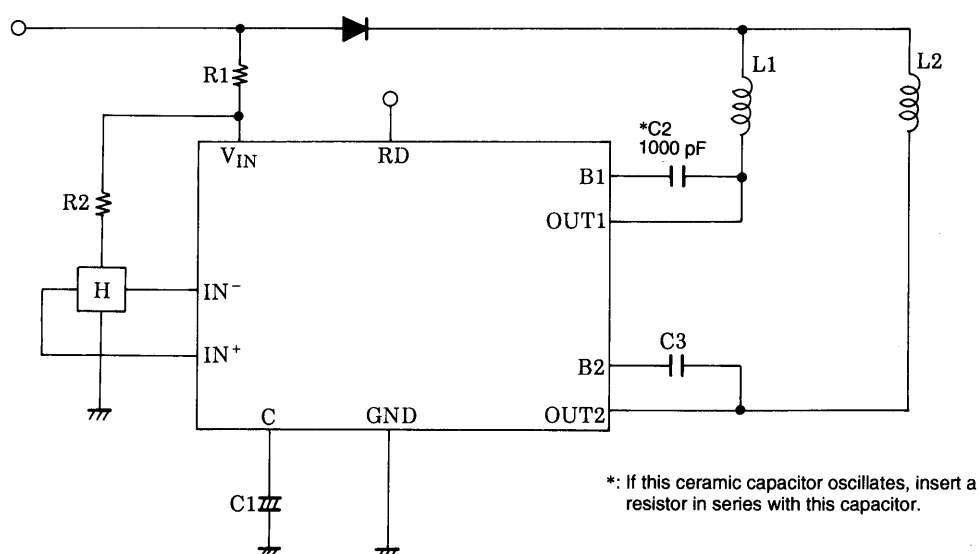 R1
L1
L2
*C2
1000 pF
VIN
RD
B1
R2
OUT1
H
IN−
IN+
C3
B2
C
GND
OUT2
C1
*: If this ceramic capacitor oscillates, insert a
resistor in series with this capacitor.